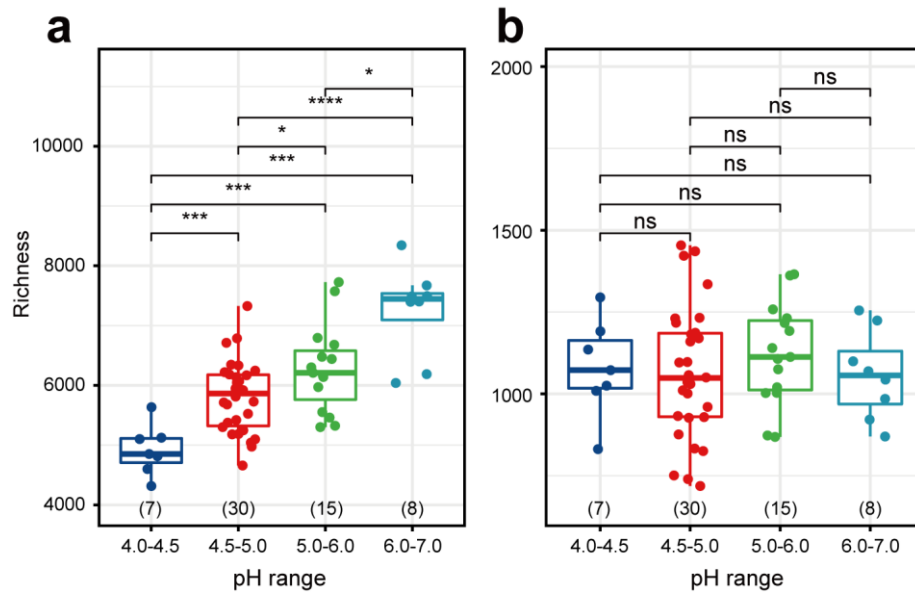 a
b
Richness
10000
8000
6000
4000
*
****
*
***
***
***
(7)
(30)
(15)
(8)
4.0-4.5
4.5-5.0
5.0-6.0
6.0-7.0
pH range
2000
1500
1000
ns
ns
ns
ns
ns
ns
(7)
(30)
(15)
(8)
4.0-4.5
4.5-5.0
5.0-6.0
6.0-7.0
pH range